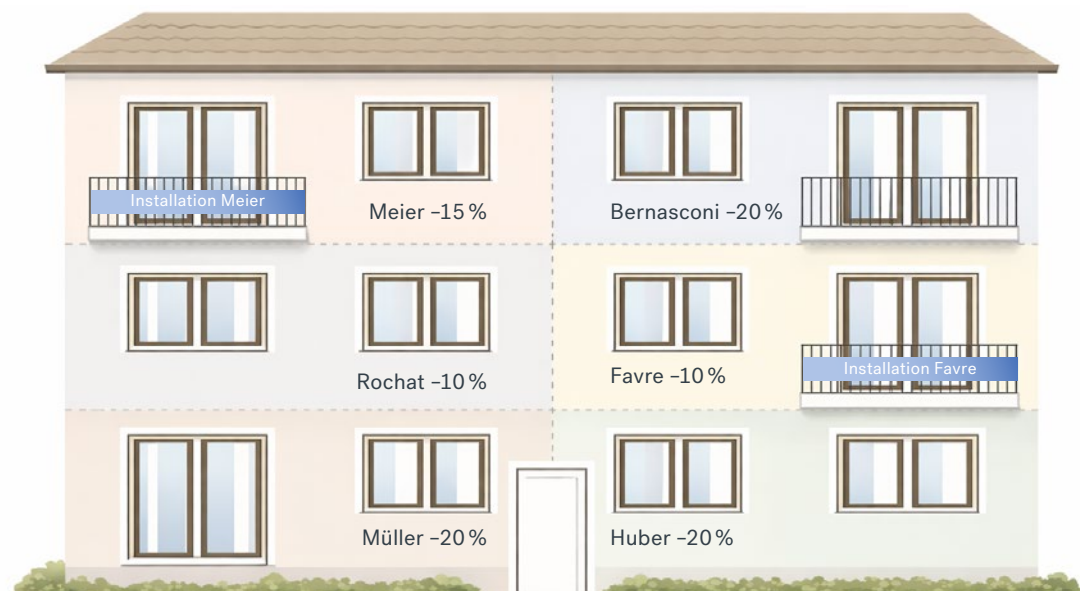 Installation Meier
Meier –15 %
Bernasconi –20 %
Rochat –10 %
Favre –10 %
Installation Favre
Müller –20 %
Huber –20 %